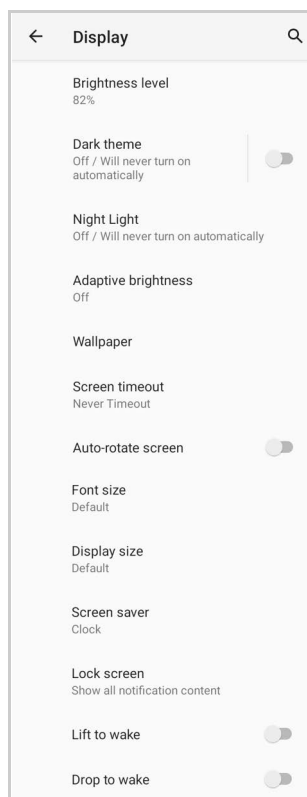 Display
Brightness level
82%
Dark theme
Off / Will never turn on
automatically
Night Light
Off / Will never turn on automatically
Adaptive brightness
Off
Wallpaper
Screen timeout
Never Timeout
Auto-rotate screen
Font size
Default
Display size
Default
Screen saver
Clock
Lock screen
Show all notification content
Lift to wake
Drop to wake